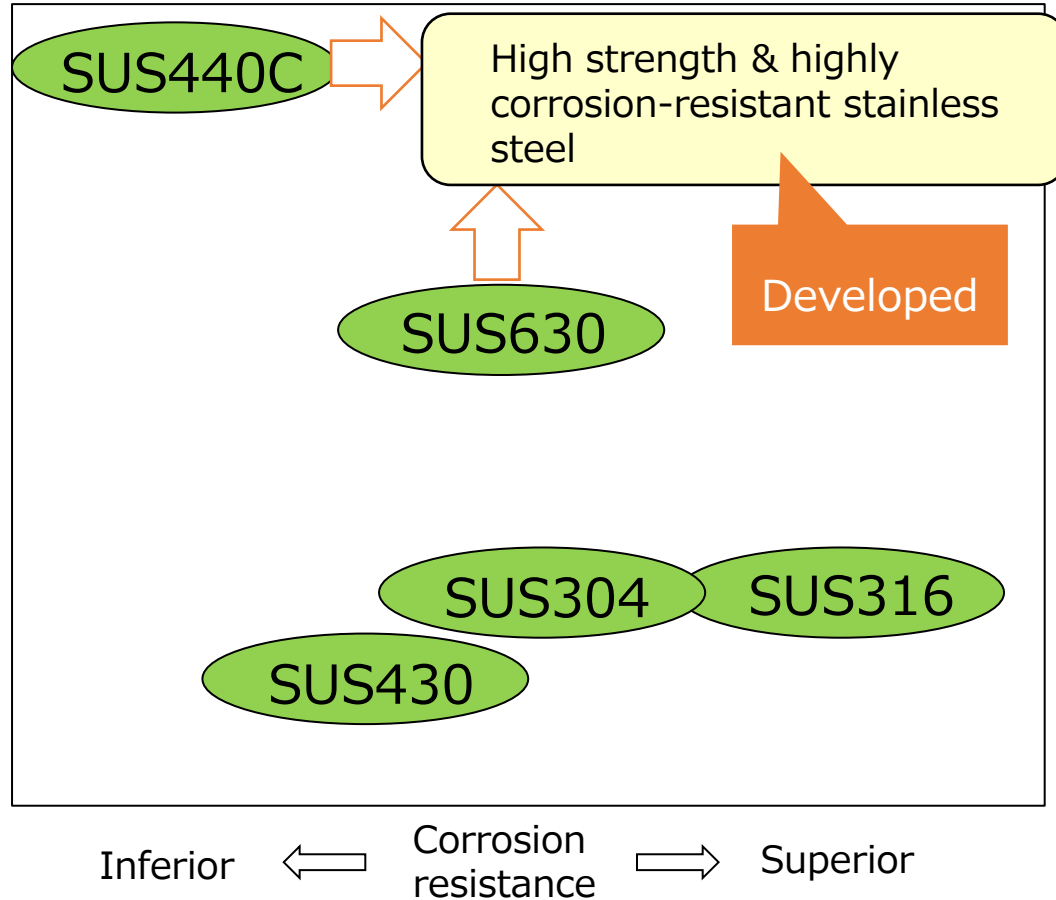 SUS440C
High strength & highly
corrosion-resistant stainless
steel
Developed
SUS630
SUS304
SUS316
SUS430
Inferior
Corrosion
resistance
Superior